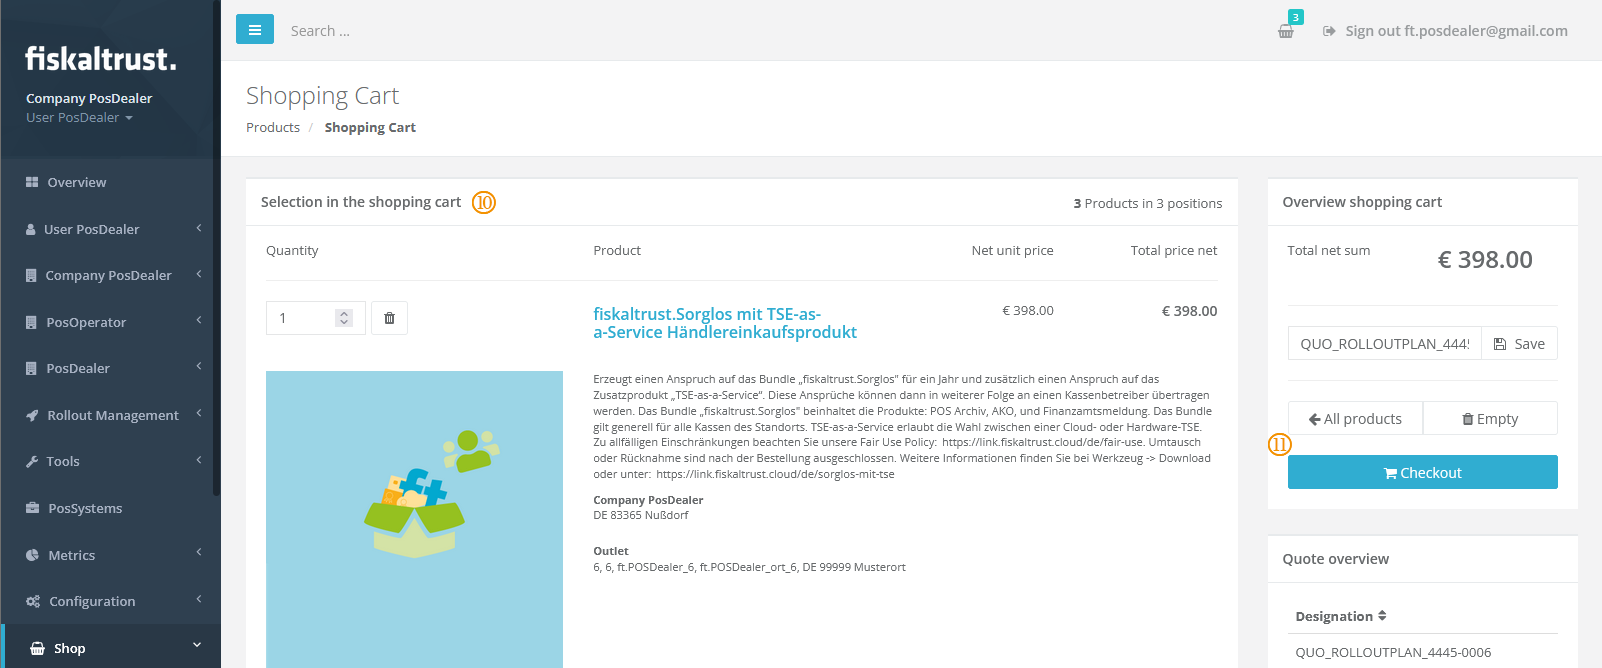 fiskaltrust.
Company PosDealer
User PosDealer
Overview
User PosDealer
Company PosDealer
PosOperator
PosDealer
Rollout Management
Tools
PosSystems
Metrics
Configuration
Shop
Search ...
3
Sign out ft.posdealer@gmail.com
Shopping Cart
Products / Shopping Cart
Selection in the shopping cart 10
3 Products in 3 positions
Quantity Product Net unit price Total price net
1
fiskaltrust.Sorglos mit TSE-as-
a-Service Händlereinkaufsprodukt
€ 398.00 € 398.00
Erzeugt einen Anspruch auf das Bundle „fiskaltrust.Sorglos" für ein Jahr und zusätzlich einen Anspruch auf das
Zusatzprodukt „TSE-as-a-Service“. Diese Ansprüche können dann in weiterer Folge an einen Kassenbetreiber übertragen
werden. Das Bundle „fiskaltrust.Sorglos" beinhaltet die Produkte: POS Archiv, AKO, und Finanzamtsmeldung. Das Bundle
gilt generell für alle Kassen des Standorts. TSE-as-a-Service erlaubt die Wahl zwischen einer Cloud- oder Hardware-TSE.
Zu allfälligen Einschränkungen beachten Sie unsere Fair Use Policy: https://link.fiskaltrust.cloud/de/fair-use. Umtausch
oder Rücknahme sind nach der Bestellung ausgeschlossen. Weitere Informationen finden Sie bei Werkzeug -> Download
oder unter: https://link.fiskaltrust.cloud/de/sorglos-mit-tse
Company PosDealer
DE 83365 Nußdorf
Outlet
6, 6, ft.POSDealer_6, ft.POSDealer_ort_6, DE 99999 Musterort
ft+
Overview shopping cart
Total net sum € 398.00
QUO_ROLLOUTPLAN_4445 Save
All products Empty
11
Checkout
Quote overview
Designation
QUO_ROLLOUTPLAN_4445-0006